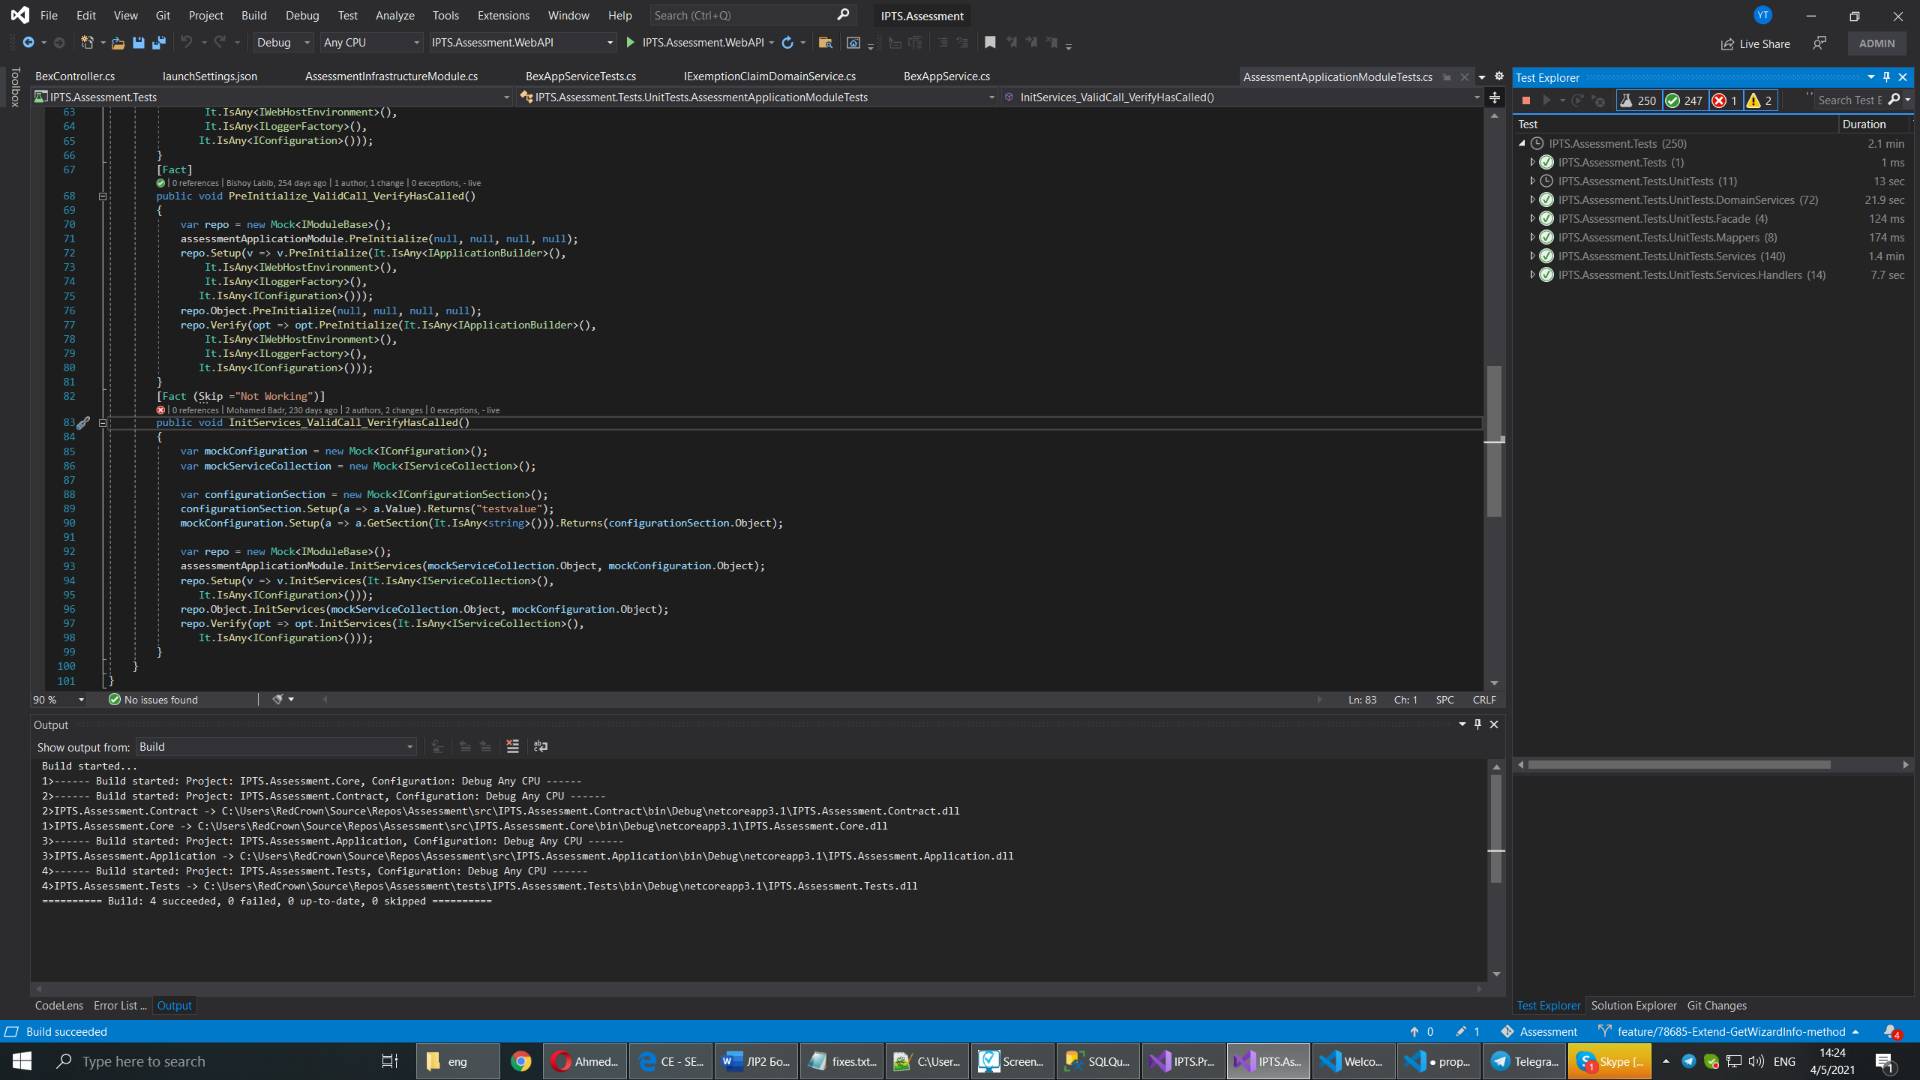 File Edit View Git Project Build Debug Test Analyze Tools Extensions Window Help Search (Ctrl+Q) IPTS.Assessment YT
Debug Any CPU IPTS.Assessment.WebAPI IPTS.Assessment.WebAPI Live Share ADMIN
Toolbox
BexController.cs launchSettings.json AssessmentInfrastructureModule.cs BexAppServiceTests.cs IExemptionClaimDomainService.cs BexAppService.cs AssessmentApplicationModuleTests.cs
IPTS.Assessment.Tests IPTS.Assessment.Tests.UnitTests.AssessmentApplicationModuleTests InitServices_ValidCall_VerifyHasCalled()
63 It.IsAny<IWebHostEnvironment>(),
64 It.IsAny<ILoggerFactory>(),
65 It.IsAny<IConfiguration>()));
66 }
67 [Fact]
0 references | Bishoy Labib, 254 days ago | 1 author, 1 change | 0 exceptions, - live
68 public void PreInitialize_ValidCall_VerifyHasCalled()
69 {
70 var repo = new Mock<IModuleBase>();
71 assessmentApplicationModule.PreInitialize(null, null, null, null);
72 repo.Setup(v => v.PreInitialize(It.IsAny<IApplicationBuilder>(),
73 It.IsAny<IWebHostEnvironment>(),
74 It.IsAny<ILoggerFactory>(),
75 It.IsAny<IConfiguration>()));
76 repo.Object.PreInitialize(null, null, null, null);
77 repo.Verify(opt => opt.PreInitialize(It.IsAny<IApplicationBuilder>(),
78 It.IsAny<IWebHostEnvironment>(),
79 It.IsAny<ILoggerFactory>(),
80 It.IsAny<IConfiguration>()));
81 }
82 [Fact (Skip ="Not Working")]
0 references | Mohamed Badr, 230 days ago | 2 authors, 2 changes | 0 exceptions, - live
83 public void InitServices_ValidCall_VerifyHasCalled()
84 {
85 var mockConfiguration = new Mock<IConfiguration>();
86 var mockServiceCollection = new Mock<IServiceCollection>();
87
88 var configurationSection = new Mock<IConfigurationSection>();
89 configurationSection.Setup(a => a.Value).Returns("testvalue");
90 mockConfiguration.Setup(a => a.GetSection(It.IsAny<string>())).Returns(configurationSection.Object);
91
92 var repo = new Mock<IModuleBase>();
93 assessmentApplicationModule.InitServices(mockServiceCollection.Object, mockConfiguration.Object);
94 repo.Setup(v => v.InitServices(It.IsAny<IServiceCollection>(),
95 It.IsAny<IConfiguration>()));
96 repo.Object.InitServices(mockServiceCollection.Object, mockConfiguration.Object);
97 repo.Verify(opt => opt.InitServices(It.IsAny<IServiceCollection>(),
98 It.IsAny<IConfiguration>()));
99 }
100 }
101 }
90 % No issues found Ln: 83 Ch: 1 SPC CRLF
Output
Show output from: Build
Build started...
1>------ Build started: Project: IPTS.Assessment.Core, Configuration: Debug Any CPU ------
2>------ Build started: Project: IPTS.Assessment.Contract, Configuration: Debug Any CPU ------
2>IPTS.Assessment.Contract -> C:\Users\RedCrown\Source\Repos\Assessment\src\IPTS.Assessment.Contract\bin\Debug\netcoreapp3.1\IPTS.Assessment.Contract.dll
1>IPTS.Assessment.Core -> C:\Users\RedCrown\Source\Repos\Assessment\src\IPTS.Assessment.Core\bin\Debug\netcoreapp3.1\IPTS.Assessment.Core.dll
3>------ Build started: Project: IPTS.Assessment.Application, Configuration: Debug Any CPU ------
3>IPTS.Assessment.Application -> C:\Users\RedCrown\Source\Repos\Assessment\src\IPTS.Assessment.Application\bin\Debug\netcoreapp3.1\IPTS.Assessment.Application.dll
4>------ Build started: Project: IPTS.Assessment.Tests, Configuration: Debug Any CPU ------
4>IPTS.Assessment.Tests -> C:\Users\RedCrown\Source\Repos\Assessment\tests\IPTS.Assessment.Tests\bin\Debug\netcoreapp3.1\IPTS.Assessment.Tests.dll
========== Build: 4 succeeded, 0 failed, 0 up-to-date, 0 skipped ==========
CodeLens Error List ... Output
Test Explorer
250 247 1 2 Search Test E
Test Duration
IPTS.Assessment.Tests (250) 2.1 min
IPTS.Assessment.Tests (1) 1 ms
IPTS.Assessment.Tests.UnitTests (11) 13 sec
IPTS.Assessment.Tests.UnitTests.DomainServices (72) 21.9 sec
IPTS.Assessment.Tests.UnitTests.Facade (4) 124 ms
IPTS.Assessment.Tests.UnitTests.Mappers (8) 174 ms
IPTS.Assessment.Tests.UnitTests.Services (140) 1.4 min
IPTS.Assessment.Tests.UnitTests.Services.Handlers (14) 7.7 sec
Test Explorer Solution Explorer Git Changes
Build succeeded 0 1 Assessment feature/78685-Extend-GetWizardInfo-method 4
Type here to search eng Ahmed... CE - SE... ЛР2 Бо... fixes.txt... C:\User... Screen... SQLQu... IPTS.Pr... IPTS.As... Welco... ● prop... Telegra... Skype [... ENG 14:24
4/5/2021